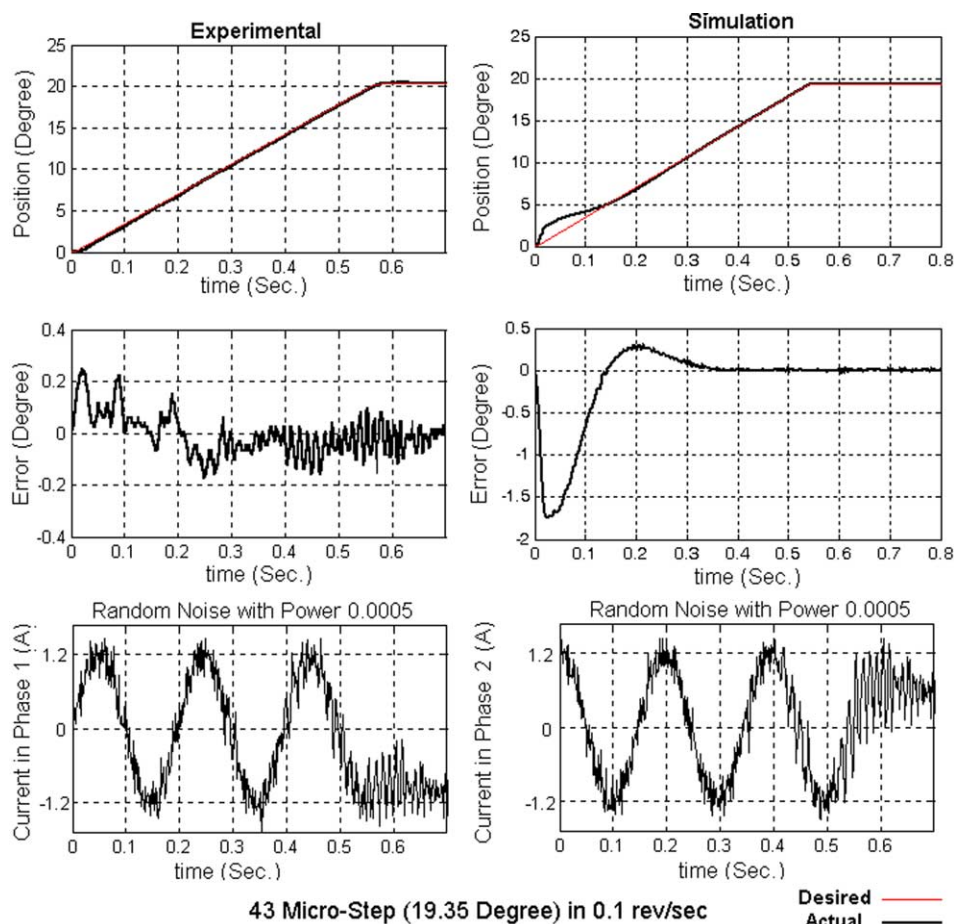 Experimental
Simulation
25
20
15
10
5
0
Position (Degree)
0 0.1 0.2 0.3 0.4 0.5 0.6
time (Sec.)
25
20
15
10
5
0
Position (Degree)
0 0.1 0.2 0.3 0.4 0.5 0.6 0.7 0.8
time (Sec.)
0.4
0.2
0
-0.2
-0.4
Error (Degree)
0 0.1 0.2 0.3 0.4 0.5 0.6
time (Sec.)
0.5
0
-0.5
-1
-1.5
-2
Error (Degree)
0 0.1 0.2 0.3 0.4 0.5 0.6 0.7 0.8
time (Sec.)
Random Noise with Power 0.0005
1.2
0
-1.2
Current in Phase 1 (A)
0 0.1 0.2 0.3 0.4 0.5 0.6
time (Sec.)
Random Noise with Power 0.0005
1.2
0
-1.2
Current in Phase 2 (A)
0 0.1 0.2 0.3 0.4 0.5 0.6
time (Sec.)
43 Micro-Step (19.35 Degree) in 0.1 rev/sec
Desired
Actual